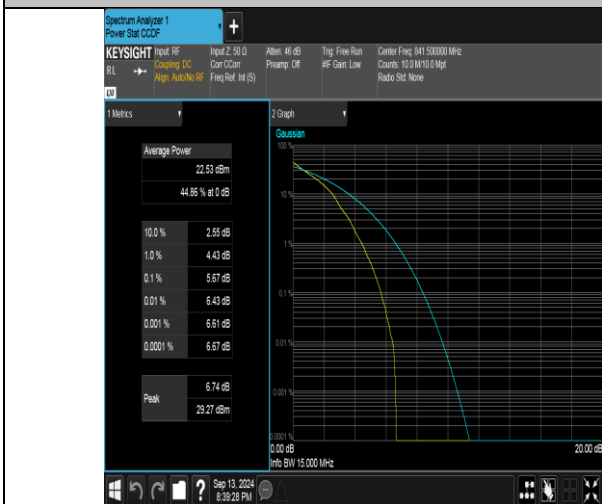 Spectrum Analyzer 1
Power Stat CCDF
KEYSIGHT
RL
LXI
Input: RF
Coupling: DC
Align: Auto/No RF
Input Z: 50 Ω
Corr CCorr
Freq Ref: Int (S)
Atten: 46 dB
Preamp: Off
Trig: Free Run
#IF Gain: Low
Center Freq: 841.500000 MHz
Counts: 10.0 M/10.0 Mpt
Radio Std: None
1 Metrics
Average Power
22.53 dBm
44.86 % at 0 dB
10.0 % 2.55 dB
1.0 % 4.43 dB
0.1 % 5.67 dB
0.01 % 6.43 dB
0.001 % 6.61 dB
0.0001 % 6.67 dB
Peak
6.74 dB
29.27 dBm
2 Graph
Gaussian
100 %
10 %
1 %
0.1 %
0.01 %
0.001 %
0.0001 %
0.00 dB
20.00 dB
Info BW 15.000 MHz
?
Sep 13, 2024
8:39:28 PM